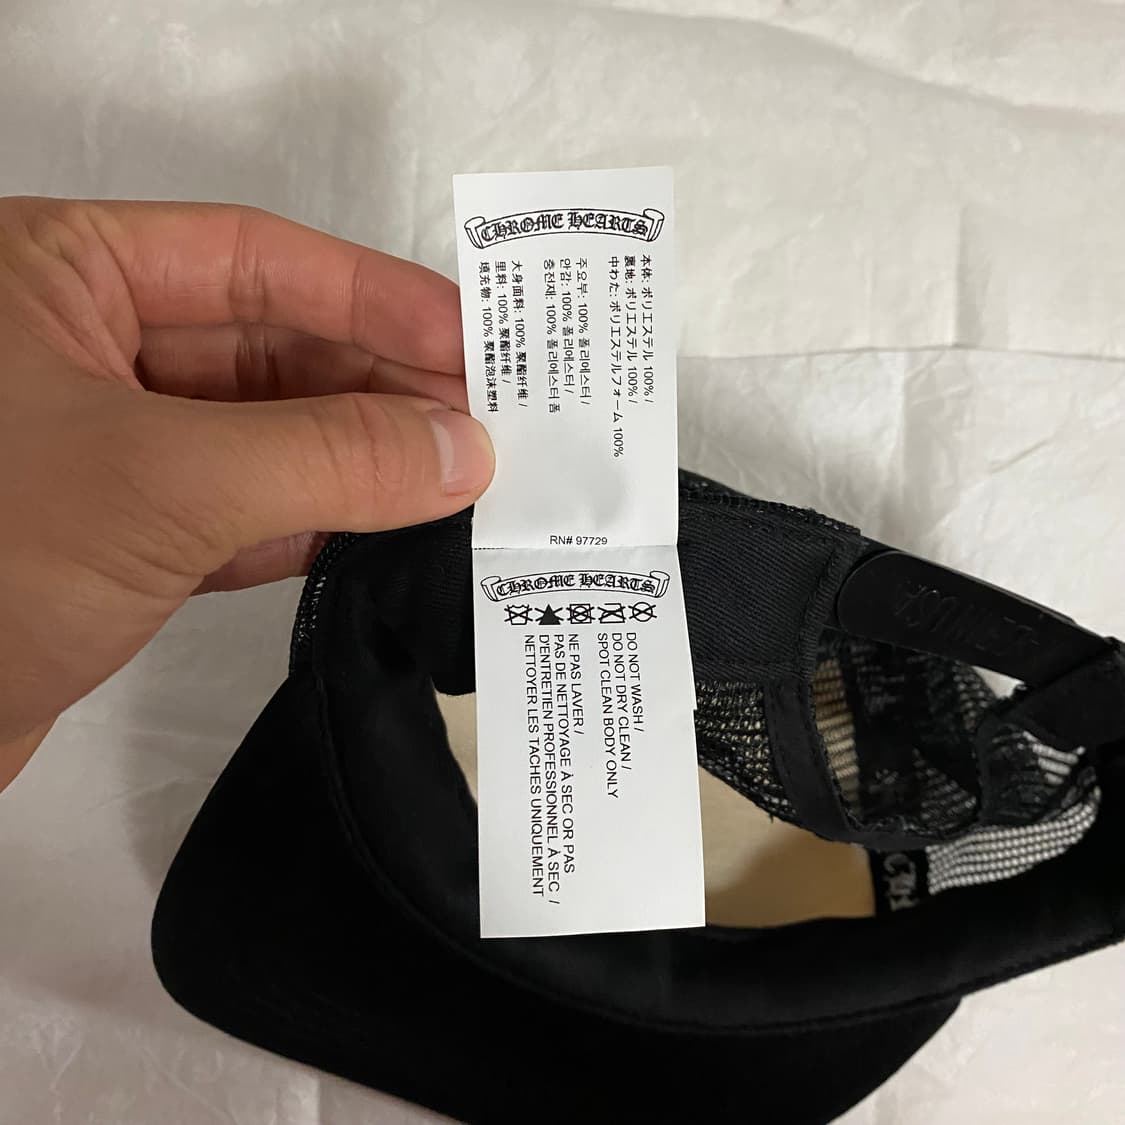 CHROME HEARTS
本体: ポリエステル 100% /
裏地: ポリエステル 100% /
中わた: ポリエステルフォーム 100%
주요부: 100% 폴리에스터 /
안감: 100% 폴리에스터 /
충전재: 100% 폴리에스터 폼
大身面料: 100% 聚酯纤维 /
里料: 100% 聚酯纤维 /
填充物: 100% 聚酯泡沫塑料
RN# 97729
CHROME HEARTS
DO NOT WASH /
DO NOT DRY CLEAN /
SPOT CLEAN BODY ONLY
NE PAS LAVER /
PAS DE NETTOYAGE À SEC OR PAS
D'ENTRETIEN PROFESSIONNEL À SEC /
NETTOYER LES TACHES UNIQUEMENT